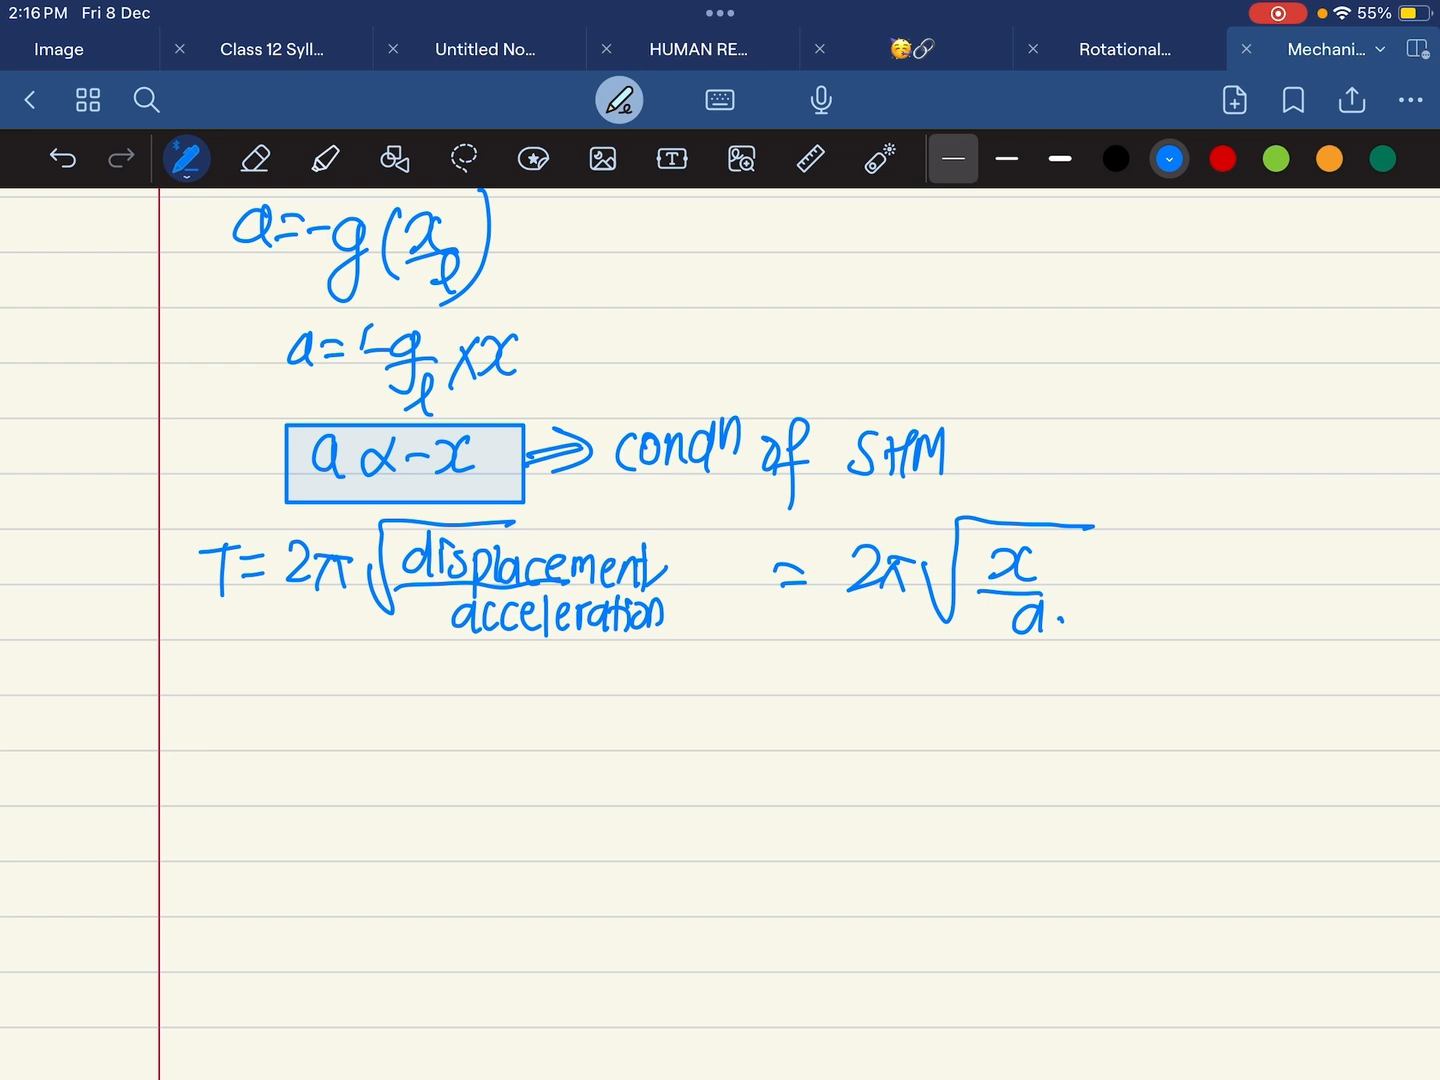 2:16 PM Fri 8 Dec 55%
Image Class 12 Syll... Untitled No... HUMAN RE... 🥳🔗 Rotational... Mechani...
a = -g (x/l)
a = -g/l × x
a ∝ -x ⇒ condn of SHM
T = 2π √(displacement/acceleration) = 2π √(x/a).